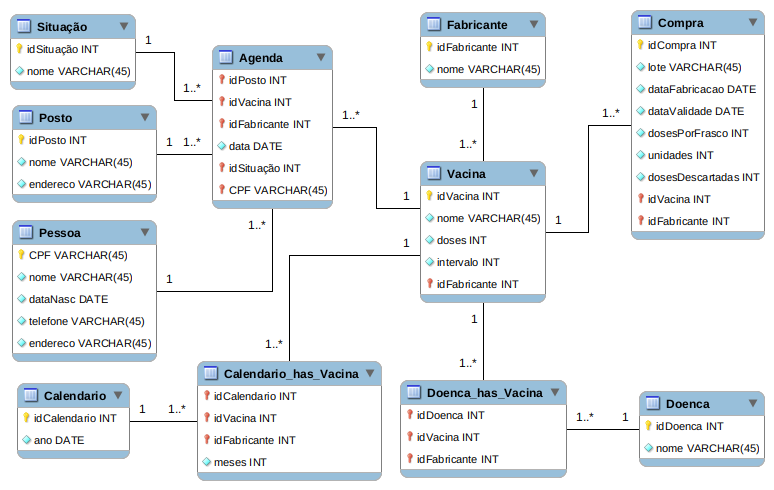 Situação
idSituação INT
nome VARCHAR(45)
1
1..*
Posto
idPosto INT
nome VARCHAR(45)
endereco VARCHAR(45)
1
1..*
Pessoa
CPF VARCHAR(45)
nome VARCHAR(45)
dataNasc DATE
telefone VARCHAR(45)
endereco VARCHAR(45)
1
1..*
Agenda
idPosto INT
idVacina INT
idFabricante INT
data DATE
idSituação INT
CPF VARCHAR(45)
1..*
1
Fabricante
idFabricante INT
nome VARCHAR(45)
1
1..*
Vacina
idVacina INT
nome VARCHAR(45)
doses INT
intervalo INT
idFabricante INT
1
1..*
Compra
idCompra INT
lote VARCHAR(45)
dataFabricacao DATE
dataValidade DATE
dosesPorFrasco INT
unidades INT
dosesDescartadas INT
idVacina INT
idFabricante INT
1
1..*
Calendario
idCalendario INT
ano DATE
1
1..*
Calendario_has_Vacina
idCalendario INT
idVacina INT
idFabricante INT
meses INT
1
1..*
Doenca_has_Vacina
idDoenca INT
idVacina INT
idFabricante INT
1..*
1
Doenca
idDoenca INT
nome VARCHAR(45)